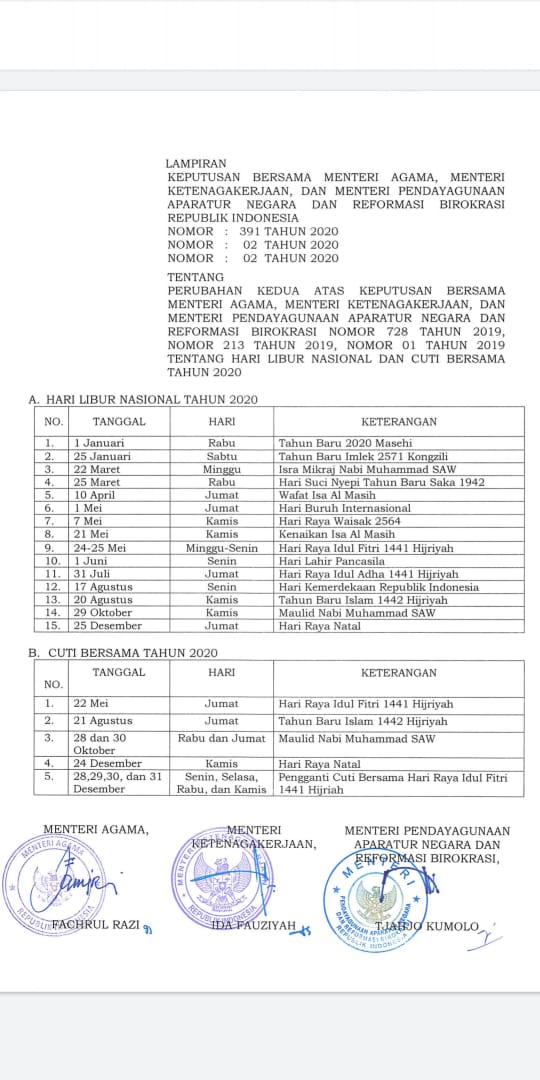 LAMPIRAN
KEPUTUSAN BERSAMA MENTERI AGAMA, MENTERI
KETENAGAKERJAAN, DAN MENTERI PENDAYAGUNAAN
APARATUR NEGARA DAN REFORMASI BIROKRASI
REPUBLIK INDONESIA
NOMOR : 391 TAHUN 2020
NOMOR : 02 TAHUN 2020
NOMOR : 02 TAHUN 2020
TENTANG
PERUBAHAN KEDUA ATAS KEPUTUSAN BERSAMA
MENTERI AGAMA, MENTERI KETENAGAKERJAAN, DAN
MENTERI PENDAYAGUNAAN APARATUR NEGARA DAN
REFORMASI BIROKRASI NOMOR 728 TAHUN 2019,
NOMOR 213 TAHUN 2019, NOMOR 01 TAHUN 2019
TENTANG HARI LIBUR NASIONAL DAN CUTI BERSAMA
TAHUN 2020
A. HARI LIBUR NASIONAL TAHUN 2020
NO. TANGGAL HARI KETERANGAN
1. 1 Januari Rabu Tahun Baru 2020 Masehi
2. 25 Januari Sabtu Tahun Baru Imlek 2571 Kongzili
3. 22 Maret Minggu Isra Mikraj Nabi Muhammad SAW
4. 25 Maret Rabu Hari Suci Nyepi Tahun Baru Saka 1942
5. 10 April Jumat Wafat Isa Al Masih
6. 1 Mei Jumat Hari Buruh Internasional
7. 7 Mei Kamis Hari Raya Waisak 2564
8. 21 Mei Kamis Kenaikan Isa Al Masih
9. 24-25 Mei Minggu-Senin Hari Raya Idul Fitri 1441 Hijriyah
10. 1 Juni Senin Hari Lahir Pancasila
11. 31 Juli Jumat Hari Raya Idul Adha 1441 Hijriyah
12. 17 Agustus Senin Hari Kemerdekaan Republik Indonesia
13. 20 Agustus Kamis Tahun Baru Islam 1442 Hijriyah
14. 29 Oktober Kamis Maulid Nabi Muhammad SAW
15. 25 Desember Jumat Hari Raya Natal
B. CUTI BERSAMA TAHUN 2020
NO. TANGGAL HARI KETERANGAN
1. 22 Mei Jumat Hari Raya Idul Fitri 1441 Hijriyah
2. 21 Agustus Jumat Tahun Baru Islam 1442 Hijriyah
3. 28 dan 30 Rabu dan Jumat Maulid Nabi Muhammad SAW
Oktober
4. 24 Desember Kamis Hari Raya Natal
5. 28,29,30, dan 31 Senin, Selasa, Pengganti Cuti Bersama Hari Raya Idul Fitri
Desember Rabu, dan Kamis 1441 Hijriah
MENTERI AGAMA,
MENTERI AGAMA
REPUBLIK INDONESIA
FACHRUL RAZI
MENTERI
KETENAGAKERJAAN,
REPUBLIK INDONESIA
IDA FAUZIYAH
MENTERI PENDAYAGUNAAN
APARATUR NEGARA DAN
REFORMASI BIROKRASI,
MENTERI
PENDAYAGUNAAN APARATUR NEGARA
DAN REFORMASI BIROKRASI
REPUBLIK INDONESIA
TJAHJO KUMOLO